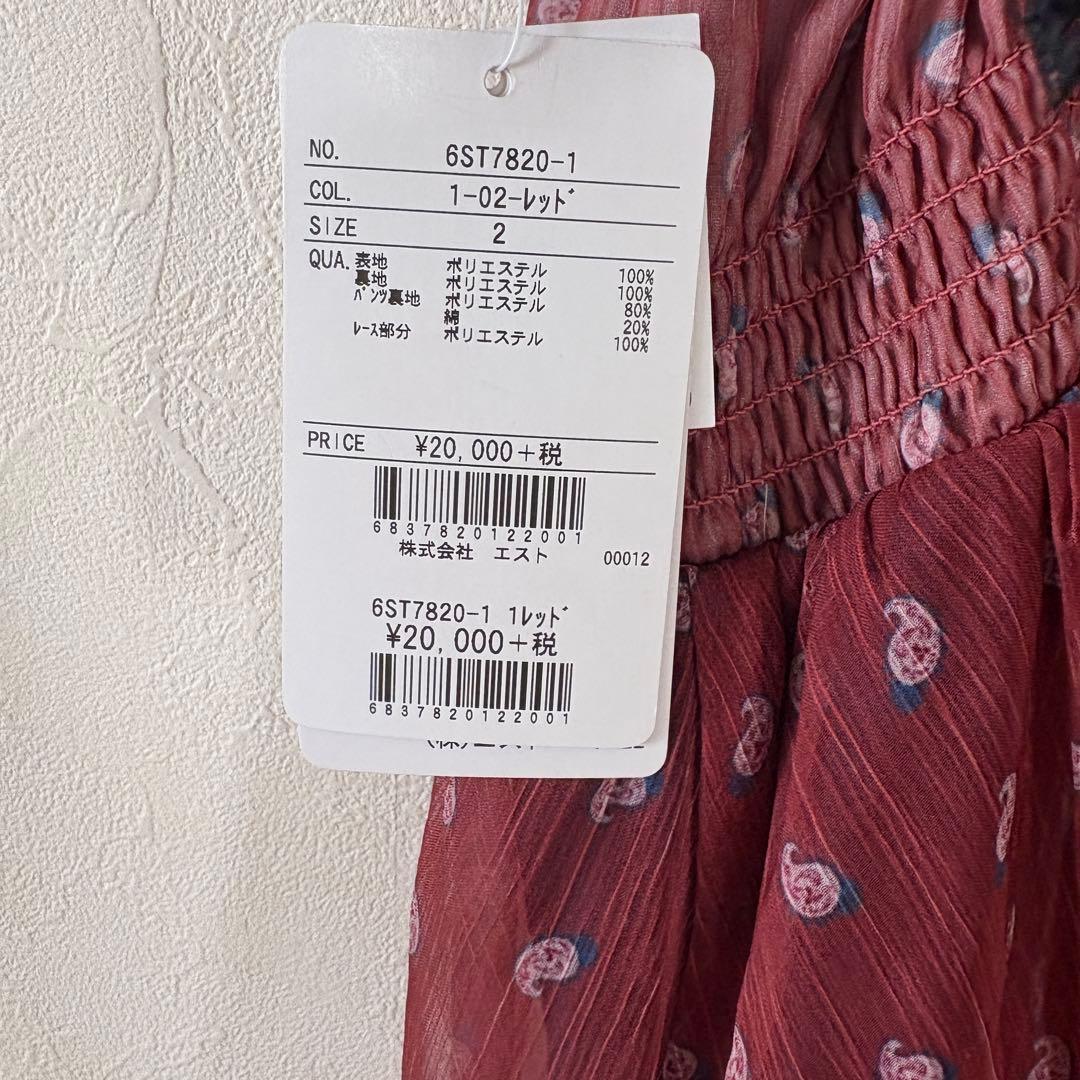 NO. 6ST7820-1
COL. 1-02-ﾚｯﾄﾞ
SIZE 2
QUA. 表地 ポリエステル 100%
裏地 ポリエステル 100%
ﾊﾟﾝﾂ裏地 ポリエステル 80%
綿 20%
ﾚｰｽ部分 ポリエステル 100%
PRICE ¥20,000+税
6837820122001
株式会社 エスト 00012
6ST7820-1 1ﾚｯﾄﾞ
¥20,000+税
6837820122001